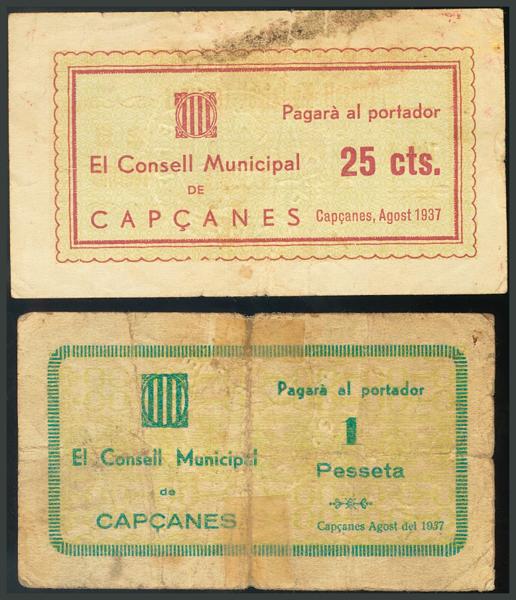 Pagarà al portador
El Consell Municipal 25 cts.
DE
CAPÇANES Capçanes, Agost 1937
Pagarà al portador
1
El Consell Municipal
Pesseta
de
CAPÇANES
Capçanes Agost del 1937